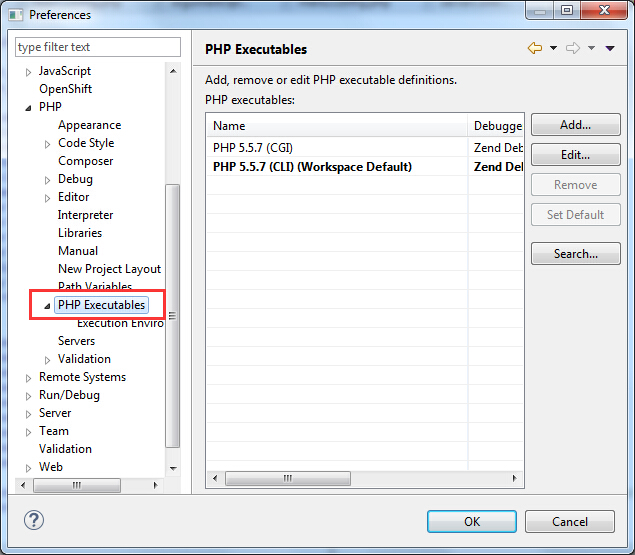 Preferences
type filter text
JavaScript
OpenShift
PHP
Appearance
Code Style
Composer
Debug
Editor
Interpreter
Libraries
Manual
New Project Layout
Path Variables
PHP Executables
Execution Enviro
Servers
Validation
Remote Systems
Run/Debug
Server
Team
Validation
Web
PHP Executables
Add, remove or edit PHP executable definitions.
PHP executables:
Name Debugge
PHP 5.5.7 (CGI) Zend Deb
PHP 5.5.7 (CLI) (Workspace Default) Zend Deb
Add...
Edit...
Remove
Set Default
Search...
?
OK Cancel